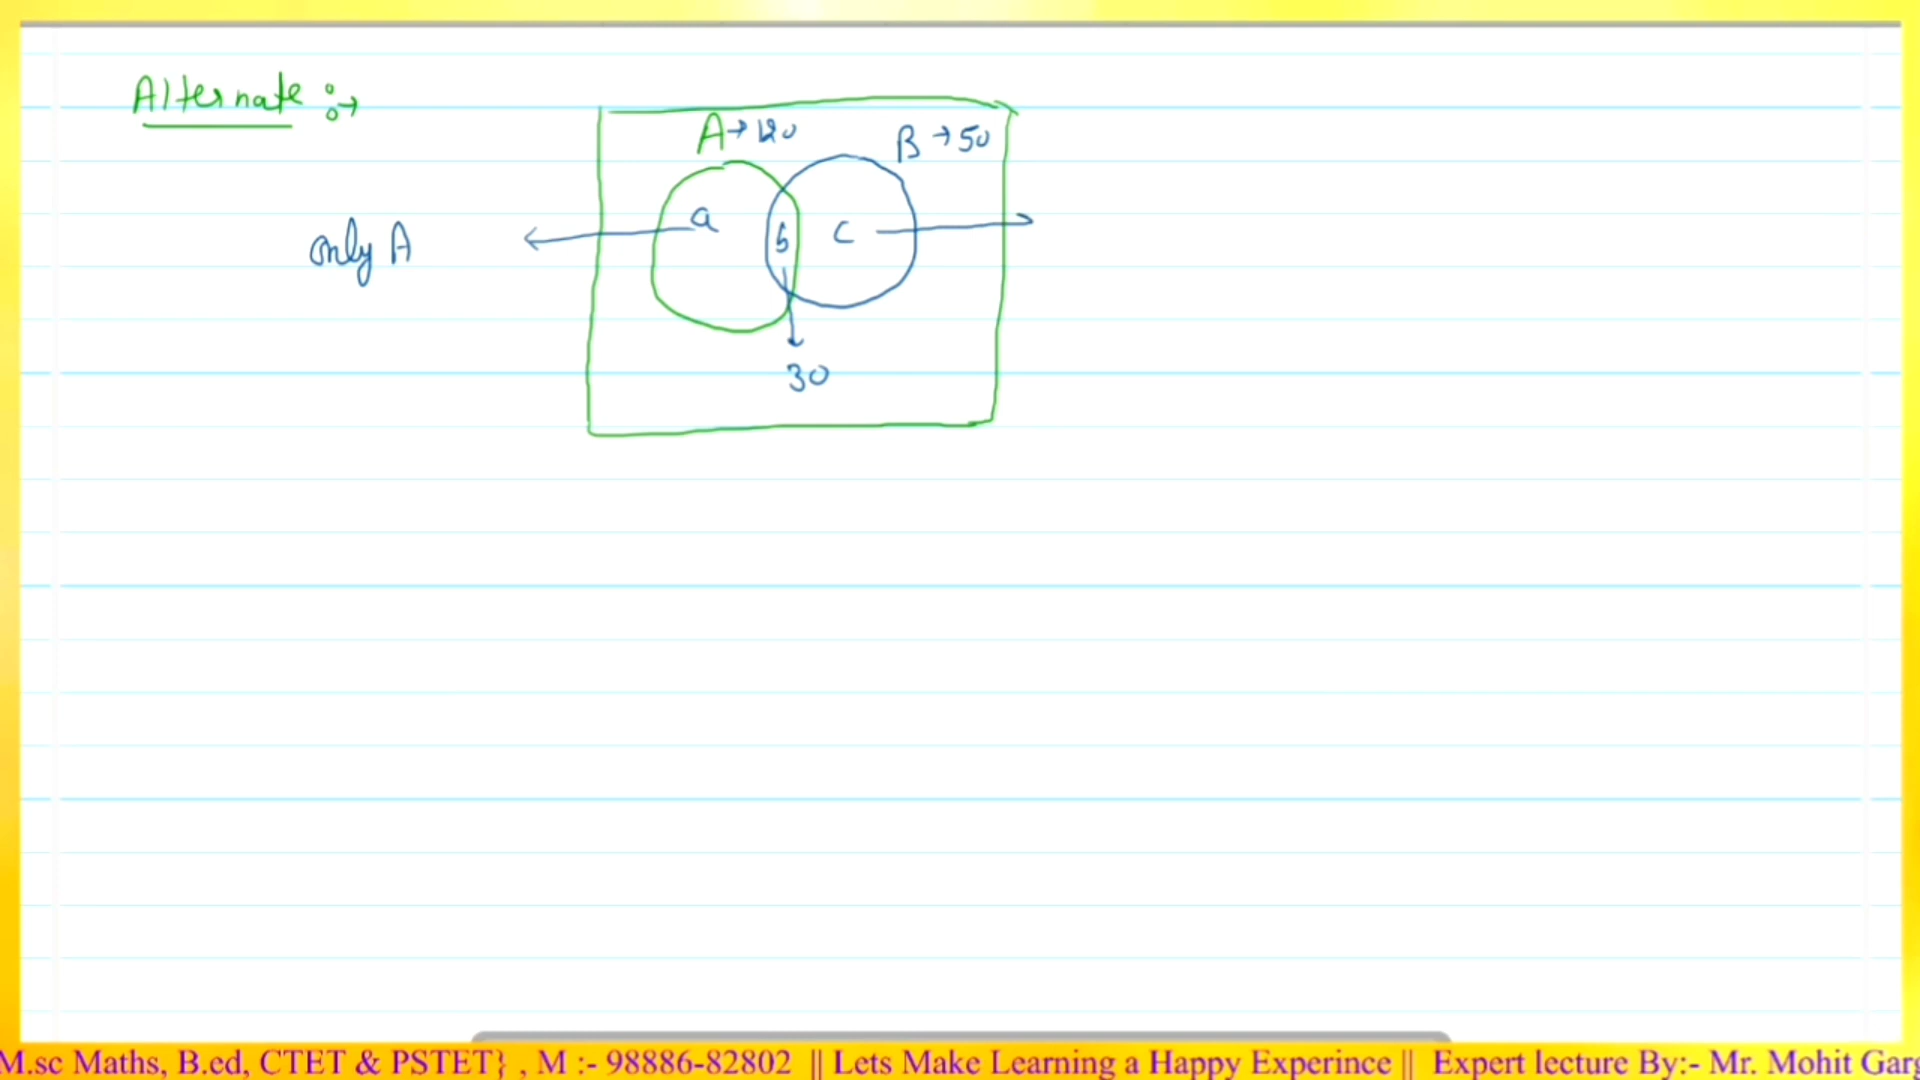 Alternate :→
A → 120
B → 50
a
b
c
only A
30
M.sc Maths, B.ed, CTET & PSTET} , M :- 98886-82802 || Lets Make Learning a Happy Experince || Expert lecture By:- Mr. Mohit Garg